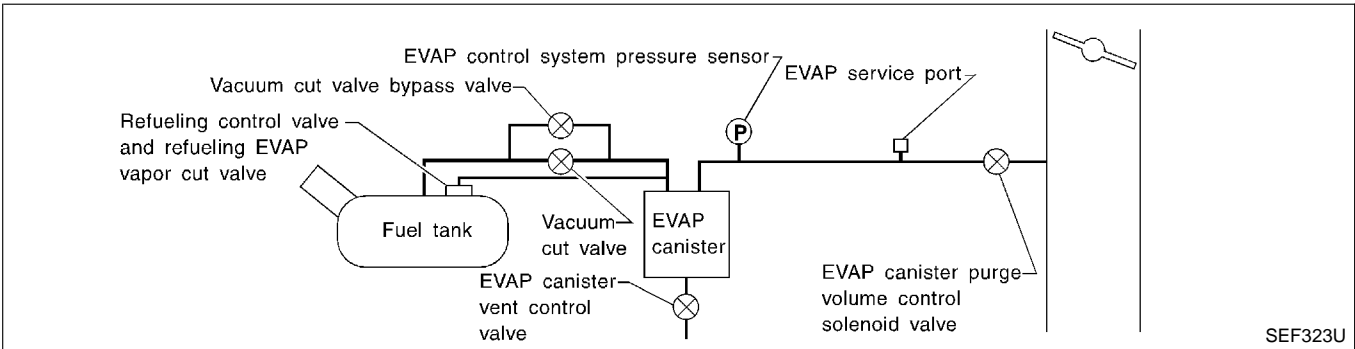 EVAP control system pressure sensor
EVAP service port
Vacuum cut valve bypass valve
Refueling control valve
and refueling EVAP
vapor cut valve
P
Fuel tank
Vacuum
cut valve
EVAP
canister
EVAP canister
vent control
valve
EVAP canister purge
volume control
solenoid valve
SEF323U